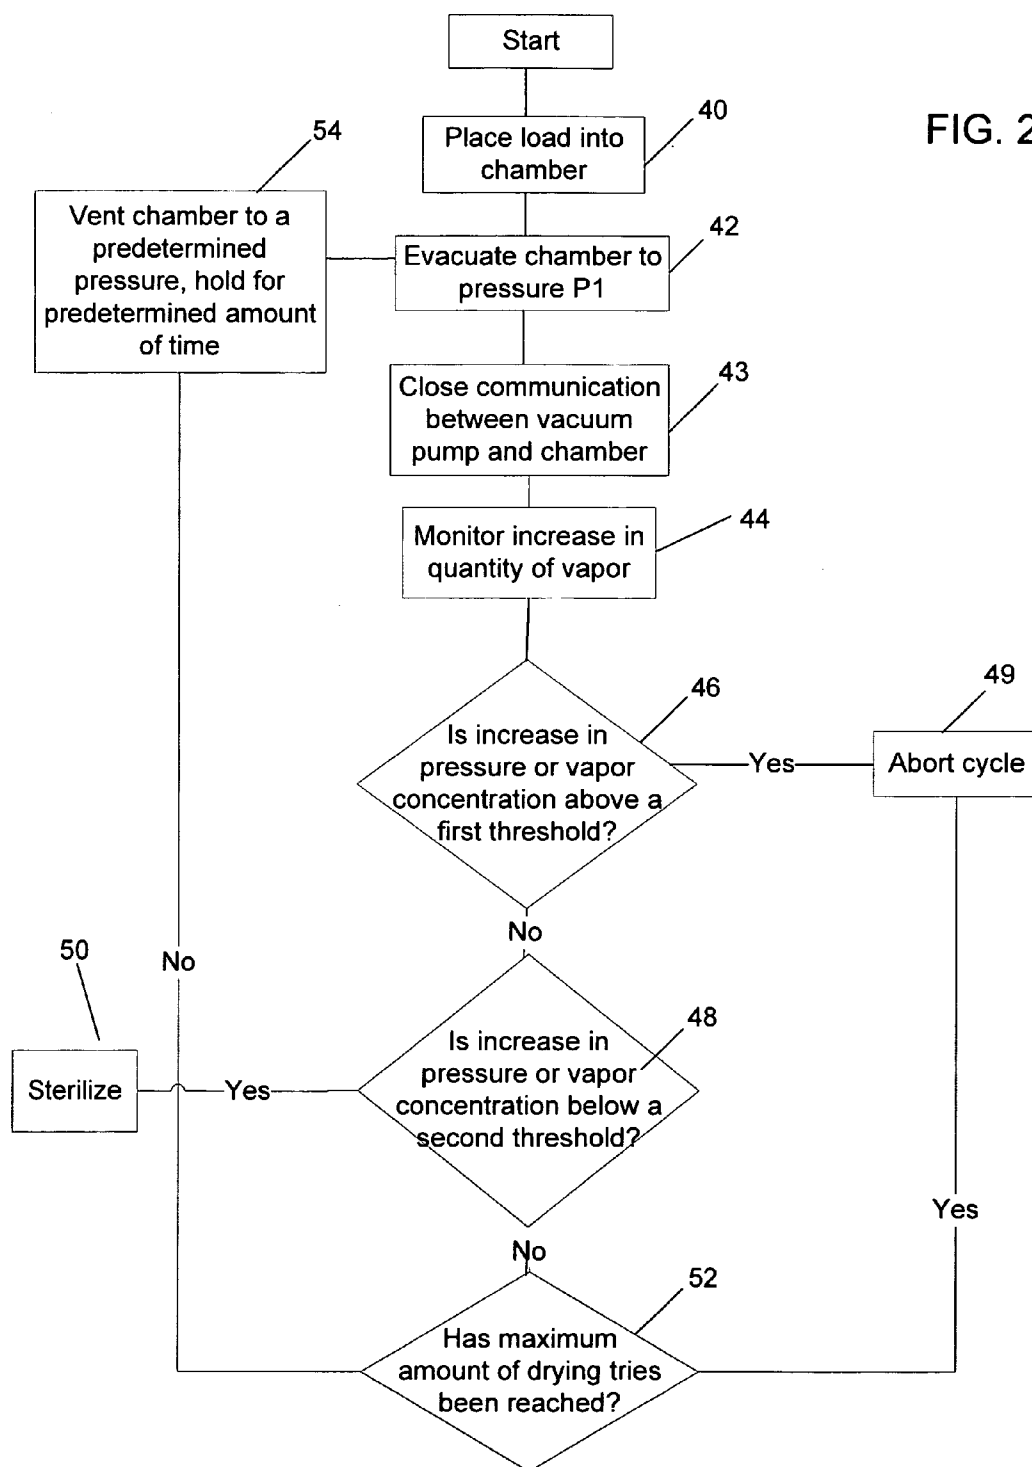 Start
FIG. 2
40
Place load into
chamber
54
Vent chamber to a
predetermined
pressure, hold for
predetermined amount
of time
42
Evacuate chamber to
pressure P1
43
Close communication
between vacuum
pump and chamber
44
Monitor increase in
quantity of vapor
46
Is increase in
pressure or vapor
concentration above a
first threshold?
Yes
49
Abort cycle
No
50
Sterilize
No
Yes
48
Is increase in
pressure or vapor
concentration below a
second threshold?
Yes
No
52
Has maximum
amount of drying tries
been reached?